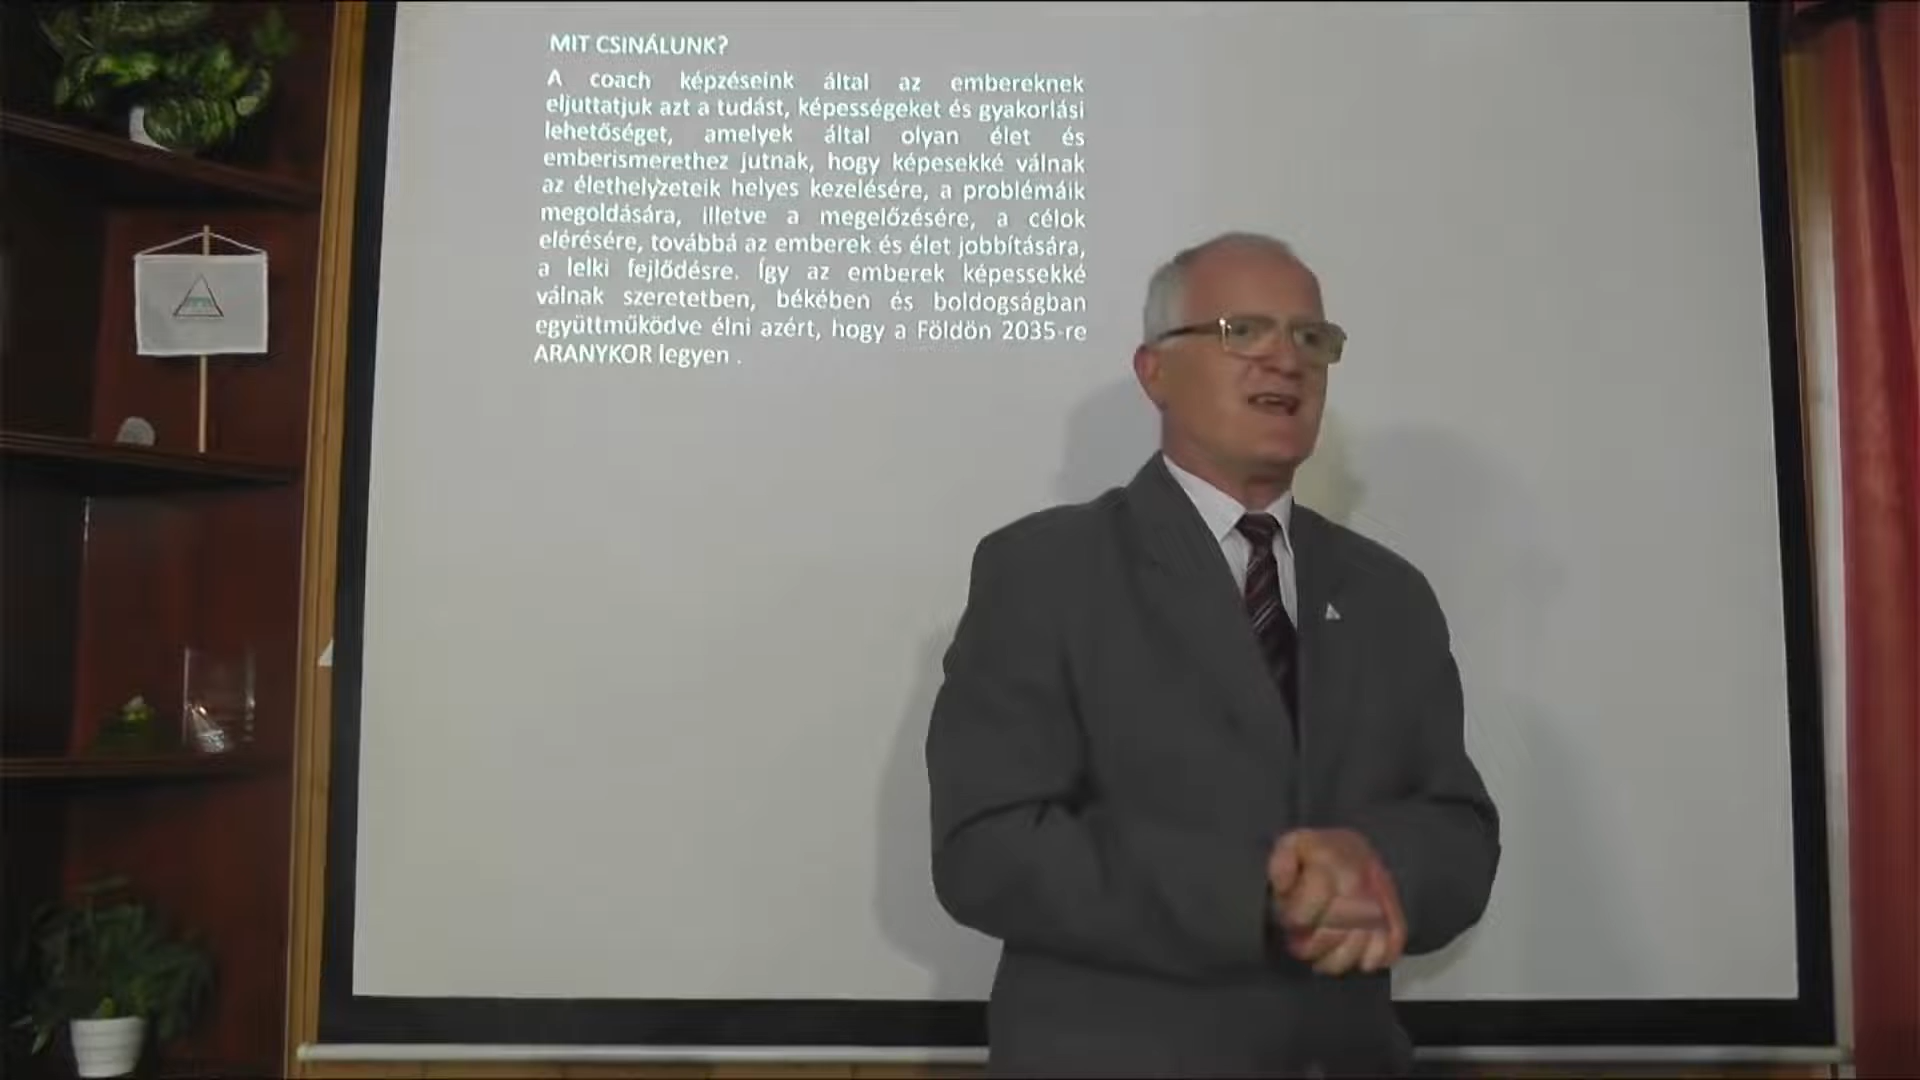 MIT CSINÁLUNK?
A coach képzéseink által az embereknek
eljuttatjuk azt a tudást, képességeket és gyakorlási
lehetőséget, amelyek által olyan élet és
emberismerethez jutnak, hogy képesekké válnak
az élethelyzeteik helyes kezelésére, a problémáik
megoldására, illetve a megelőzésére, a célok
elérésére, továbbá az emberek és élet jobbítására,
a lelki fejlődésre. Így az emberek képessekké
válnak szeretetben, békében és boldogságban
együttműködve élni azért, hogy a Földön 2035-re
ARANYKOR legyen .